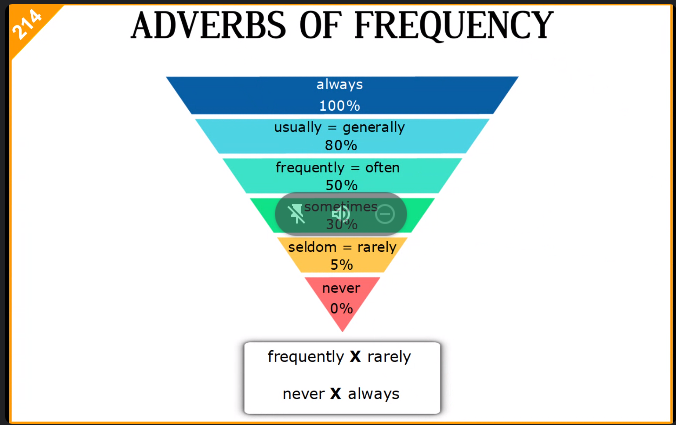 214
ADVERBS OF FREQUENCY
always
100%
usually = generally
80%
frequently = often
50%
sometimes
30%
seldom = rarely
5%
never
0%
frequently X rarely
never X always